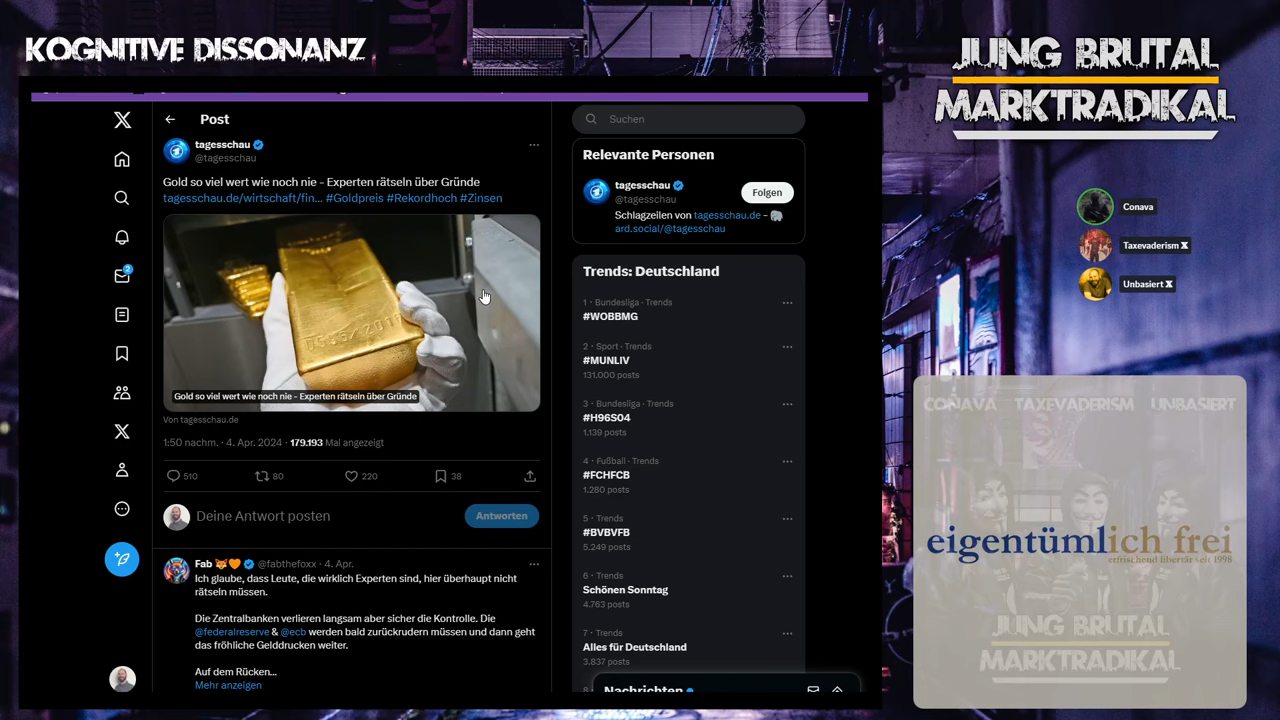 KOGNITIVE DISSONANZ
JUNG BRUTAL
MARKTRADIKAL
Post
tagesschau
@tagesschau
Gold so viel wert wie noch nie - Experten rätseln über Gründe
tagesschau.de/wirtschaft/fin... #Goldpreis #Rekordhoch #Zinsen
Gold so viel wert wie noch nie - Experten rätseln über Gründe
Von tagesschau.de
1:50 nachm. · 4. Apr. 2024 · 179.193 Mal angezeigt
510
80
220
38
Deine Antwort posten
Antworten
Fab 🦊🧡 @fabthefoxx · 4. Apr.
Ich glaube, dass Leute, die wirklich Experten sind, hier überhaupt nicht
rätseln müssen.
Die Zentralbanken verlieren langsam aber sicher die Kontrolle. Die
@federalreserve & @ecb werden bald zurückrudern müssen und dann geht
das fröhliche Gelddrucken weiter.
Auf dem Rücken...
Mehr anzeigen
2
Suchen
Relevante Personen
tagesschau
@tagesschau
Folgen
Schlagzeilen von tagesschau.de - 🐘
ard.social/@tagesschau
Trends: Deutschland
1 · Bundesliga · Trends
#WOBBMG
2 · Sport · Trends
#MUNLIV
131.000 posts
3 · Bundesliga · Trends
#H96S04
1.139 posts
4 · Fußball · Trends
#FCHFCB
1.280 posts
5 · Trends
#BVBVFB
5.249 posts
6 · Trends
Schönen Sonntag
4.763 posts
7 · Trends
Alles für Deutschland
3.837 posts
Nachrichten
Conava
Taxevaderism X
Unbasiert X
CONAVA TAXEVADERISM UNBASIERT
eigentümlich frei
erfrischend libertär seit 1998
JUNG BRUTAL
MARKTRADIKAL